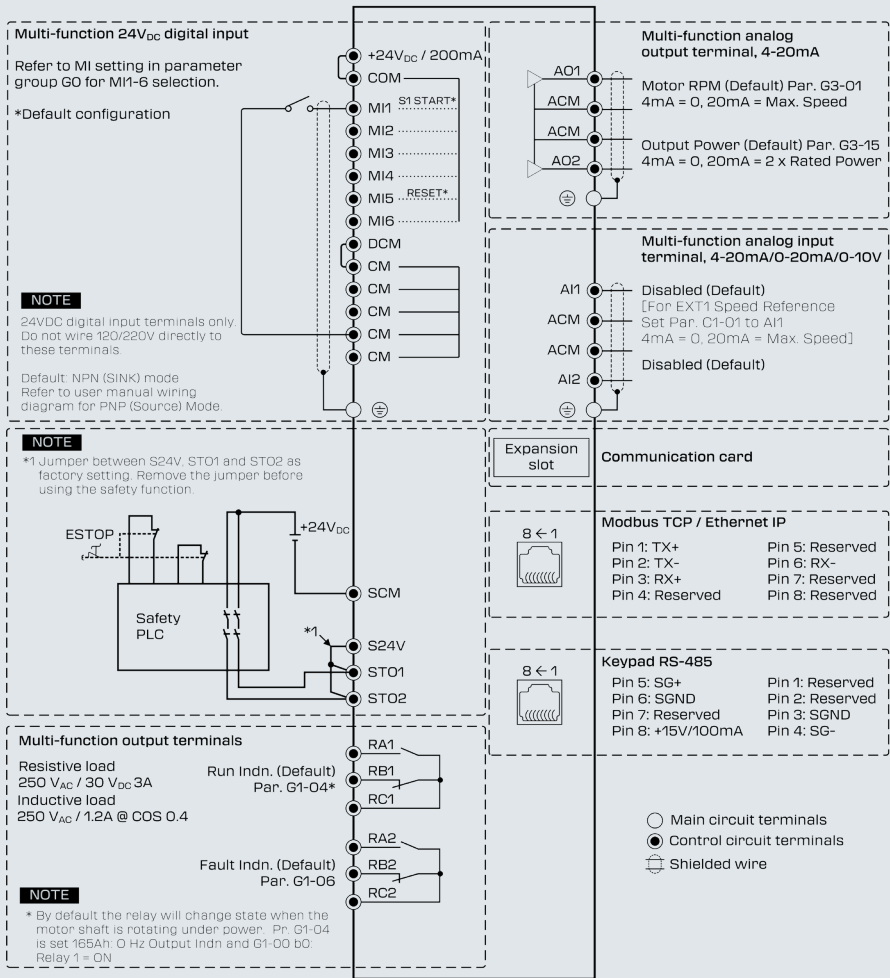 Multi-function 24VDC digital input
Refer to MI setting in parameter
group G0 for MI1-6 selection.
*Default configuration
+24VDC / 200mA
COM
MI1
S1 START*
MI2
MI3
MI4
MI5
RESET*
MI6
DCM
CM
CM
CM
CM
CM
NOTE
24VDC digital input terminals only.
Do not wire 120/220V directly to
these terminals.
Default: NPN (SINK) mode
Refer to user manual wiring
diagram for PNP (Source) Mode.
Multi-function analog
output terminal, 4-20mA
AO1
ACM
ACM
AO2
Motor RPM (Default) Par. G3-01
4mA = 0, 20mA = Max. Speed
Output Power (Default) Par. G3-15
4mA = 0, 20mA = 2 x Rated Power
Multi-function analog input
terminal, 4-20mA/0-20mA/0-10V
AI1
ACM
ACM
AI2
Disabled (Default)
[For EXT1 Speed Reference
Set Par. C1-01 to AI1
4mA = 0, 20mA = Max. Speed]
Disabled (Default)
NOTE
*1 Jumper between S24V, STO1 and STO2 as
factory setting. Remove the jumper before
using the safety function.
ESTOP
+24VDC
Safety
PLC
*1
SCM
S24V
STO1
STO2
Expansion
slot
Communication card
Modbus TCP / Ethernet IP
8 ← 1
Pin 1: TX+
Pin 2: TX-
Pin 3: RX+
Pin 4: Reserved
Pin 5: Reserved
Pin 6: RX-
Pin 7: Reserved
Pin 8: Reserved
Keypad RS-485
8 ← 1
Pin 5: SG+
Pin 6: SGND
Pin 7: Reserved
Pin 8: +15V/100mA
Pin 1: Reserved
Pin 2: Reserved
Pin 3: SGND
Pin 4: SG-
Multi-function output terminals
Resistive load
250 VAC / 30 VDC 3A
Inductive load
250 VAC / 1.2A @ COS 0.4
Run Indn. (Default)
Par. G1-04*
RA1
RB1
RC1
Fault Indn. (Default)
Par. G1-06
RA2
RB2
RC2
NOTE
* By default the relay will change state when the
motor shaft is rotating under power. Pr. G1-04
is set 165Ah: 0 Hz Output Indn and G1-00 b0:
Relay 1 = ON
Main circuit terminals
Control circuit terminals
Shielded wire